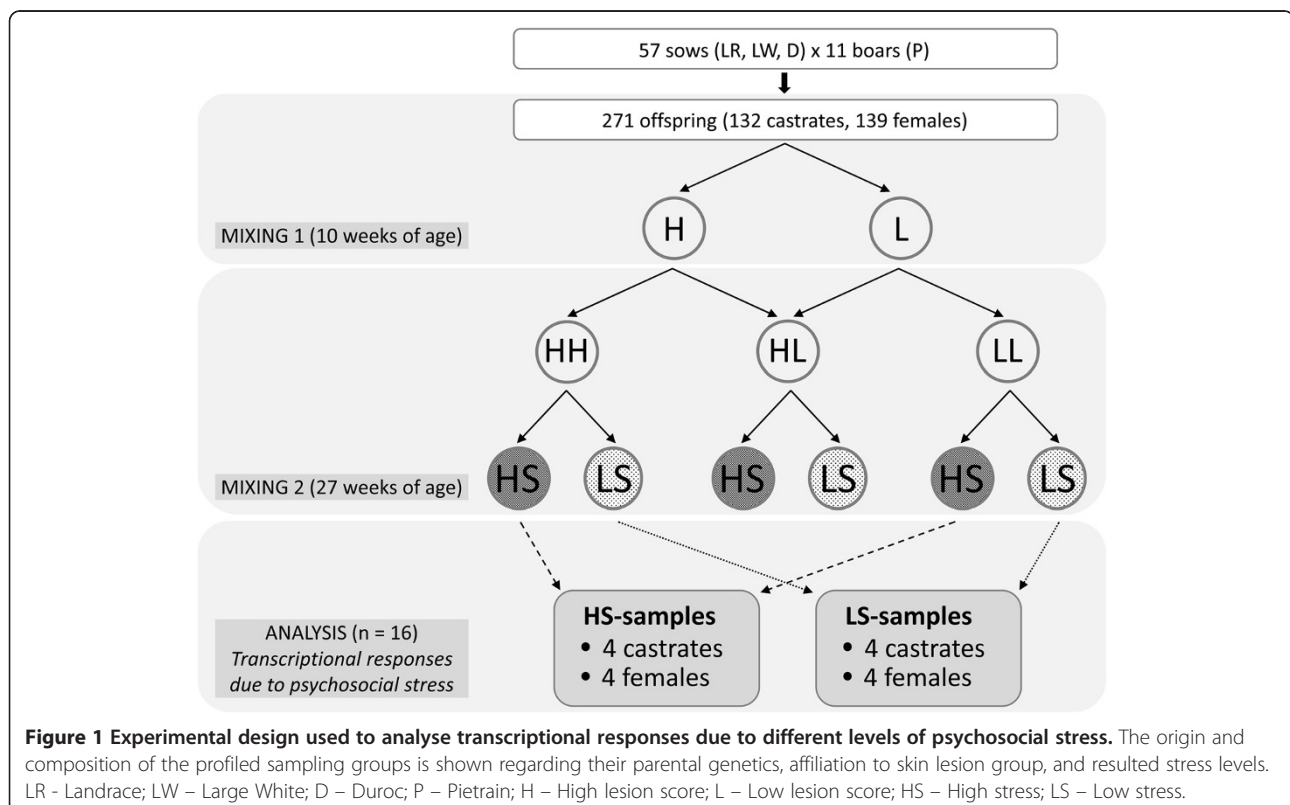 57 sows (LR, LW, D) x 11 boars (P)
271 offspring (132 castrates, 139 females)
H
L
MIXING 1 (10 weeks of age)
HH
HL
LL
HS
LS
HS
LS
HS
LS
MIXING 2 (27 weeks of age)
ANALYSIS (n = 16)
Transcriptional responses
due to psychosocial stress
HS-samples
• 4 castrates
• 4 females
LS-samples
• 4 castrates
• 4 females
Figure 1 Experimental design used to analyse transcriptional responses due to different levels of psychosocial stress. The origin and
composition of the profiled sampling groups is shown regarding their parental genetics, affiliation to skin lesion group, and resulted stress levels.
LR - Landrace; LW – Large White; D – Duroc; P – Pietrain; H – High lesion score; L – Low lesion score; HS – High stress; LS – Low stress.